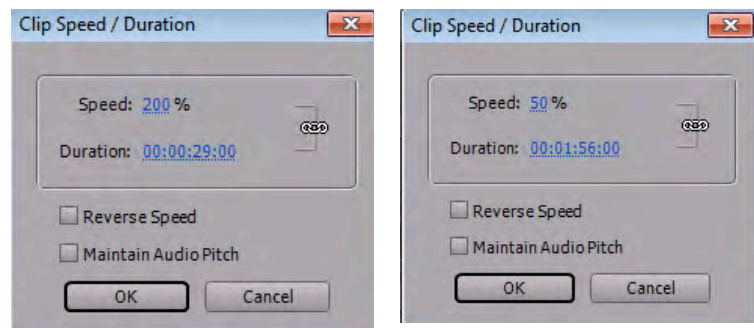 Clip Speed / Duration
Speed: 200 %
Duration: 00:00:29:00
Reverse Speed
Maintain Audio Pitch
OK Cancel
Clip Speed / Duration
Speed: 50 %
Duration: 00:01:56:00
Reverse Speed
Maintain Audio Pitch
OK Cancel